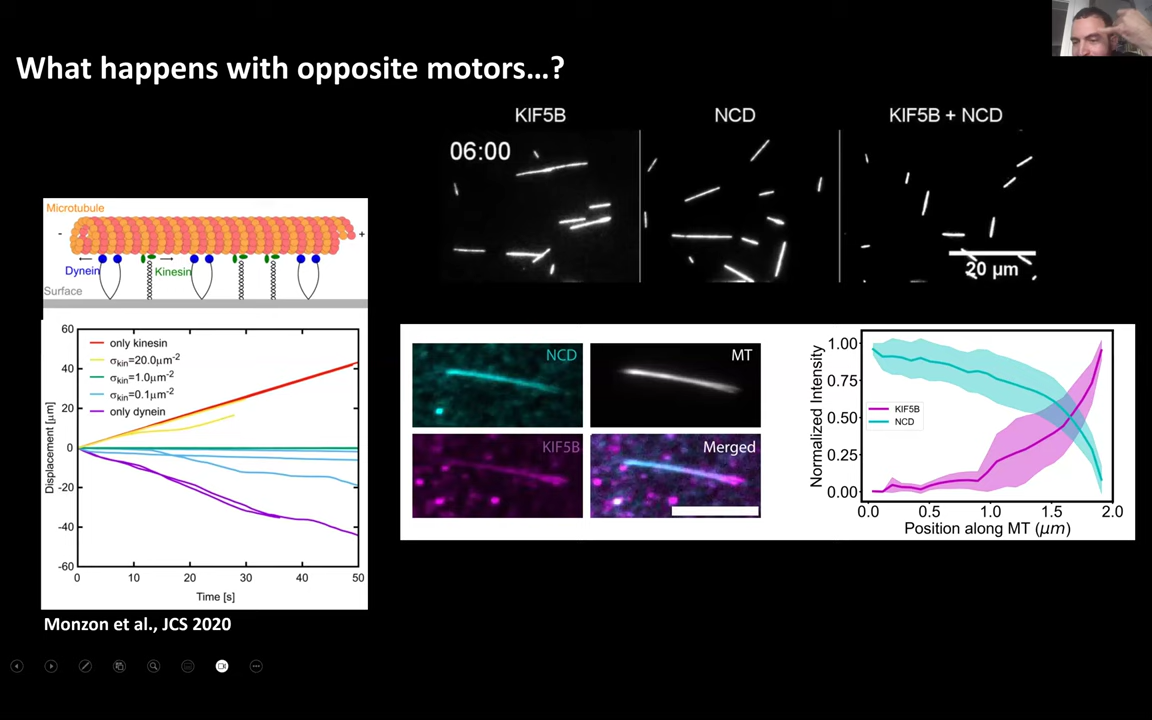 What happens with opposite motors…?
KIF5B
NCD
KIF5B + NCD
06:00
20 μm
Microtubule
-
+
Dynein
Kinesin
Surface
60
40
20
0
-20
-40
-60
Displacement [μm]
only kinesin
σkin=20.0μm-2
σkin=1.0μm-2
σkin=0.1μm-2
only dynein
0
10
20
30
40
50
Time [s]
Monzon et al., JCS 2020
NCD
MT
KIF5B
Merged
Normalized Intensity
1.00
0.75
0.50
0.25
0.00
KIF5B
NCD
0.0
0.5
1.0
1.5
2.0
Position along MT (μm)